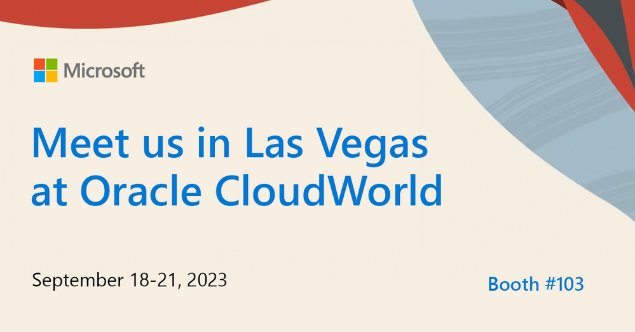 Microsoft
Meet us in Las Vegas
at Oracle CloudWorld
September 18-21, 2023
Booth #103